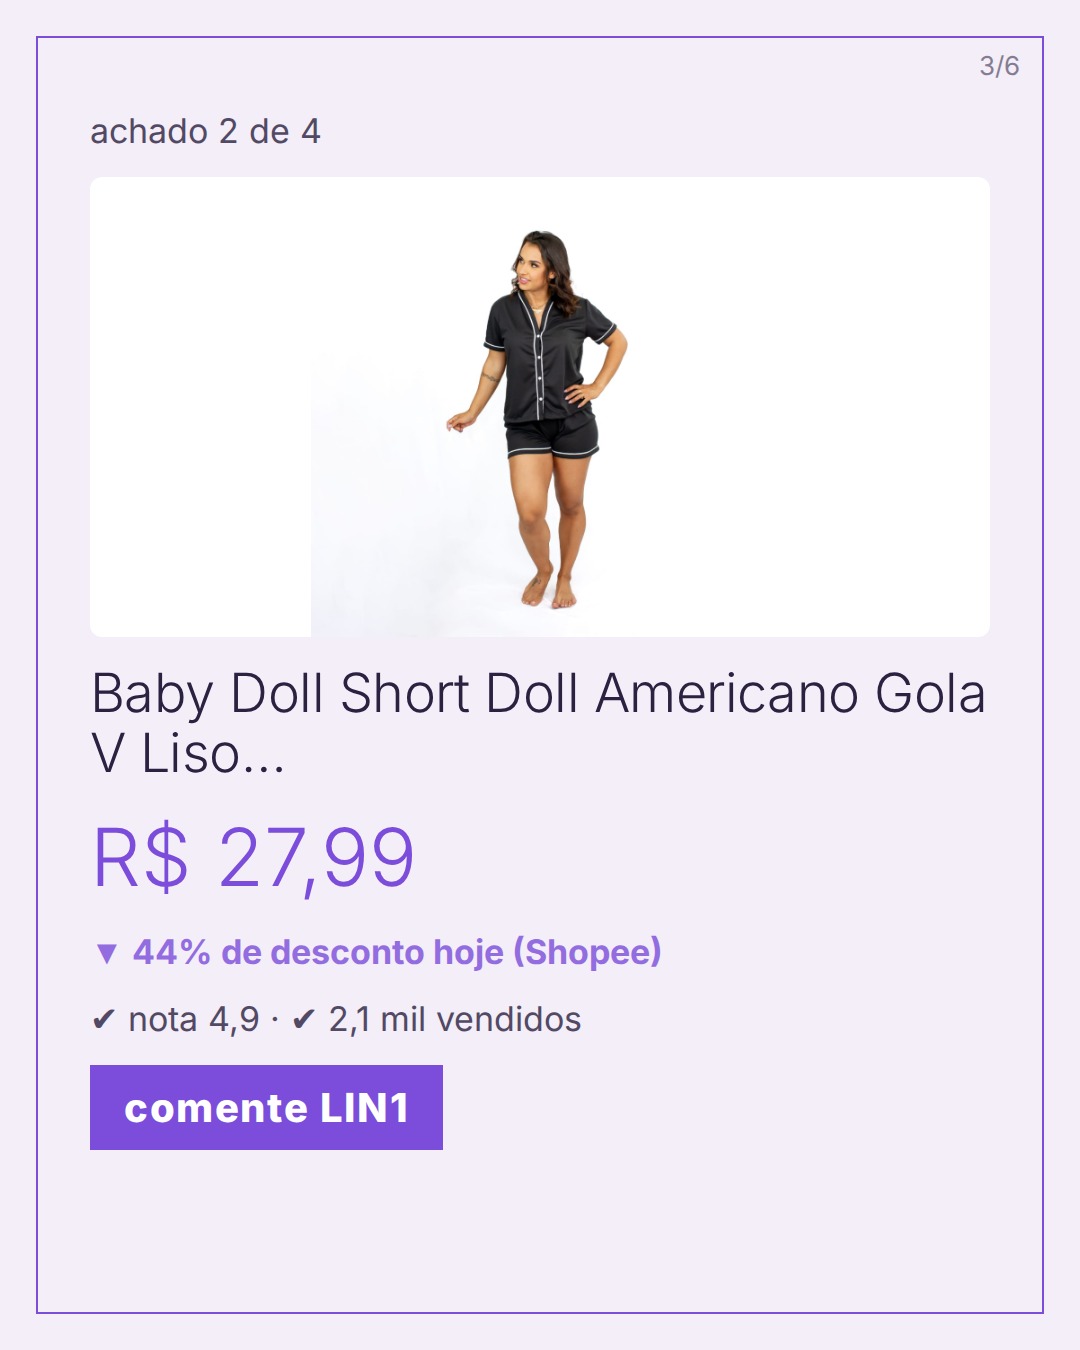 3/6
achado 2 de 4
Baby Doll Short Doll Americano Gola
V Liso...
R$ 27,99
▼ 44% de desconto hoje (Shopee)
✔ nota 4,9 · ✔ 2,1 mil vendidos
comente LIN1